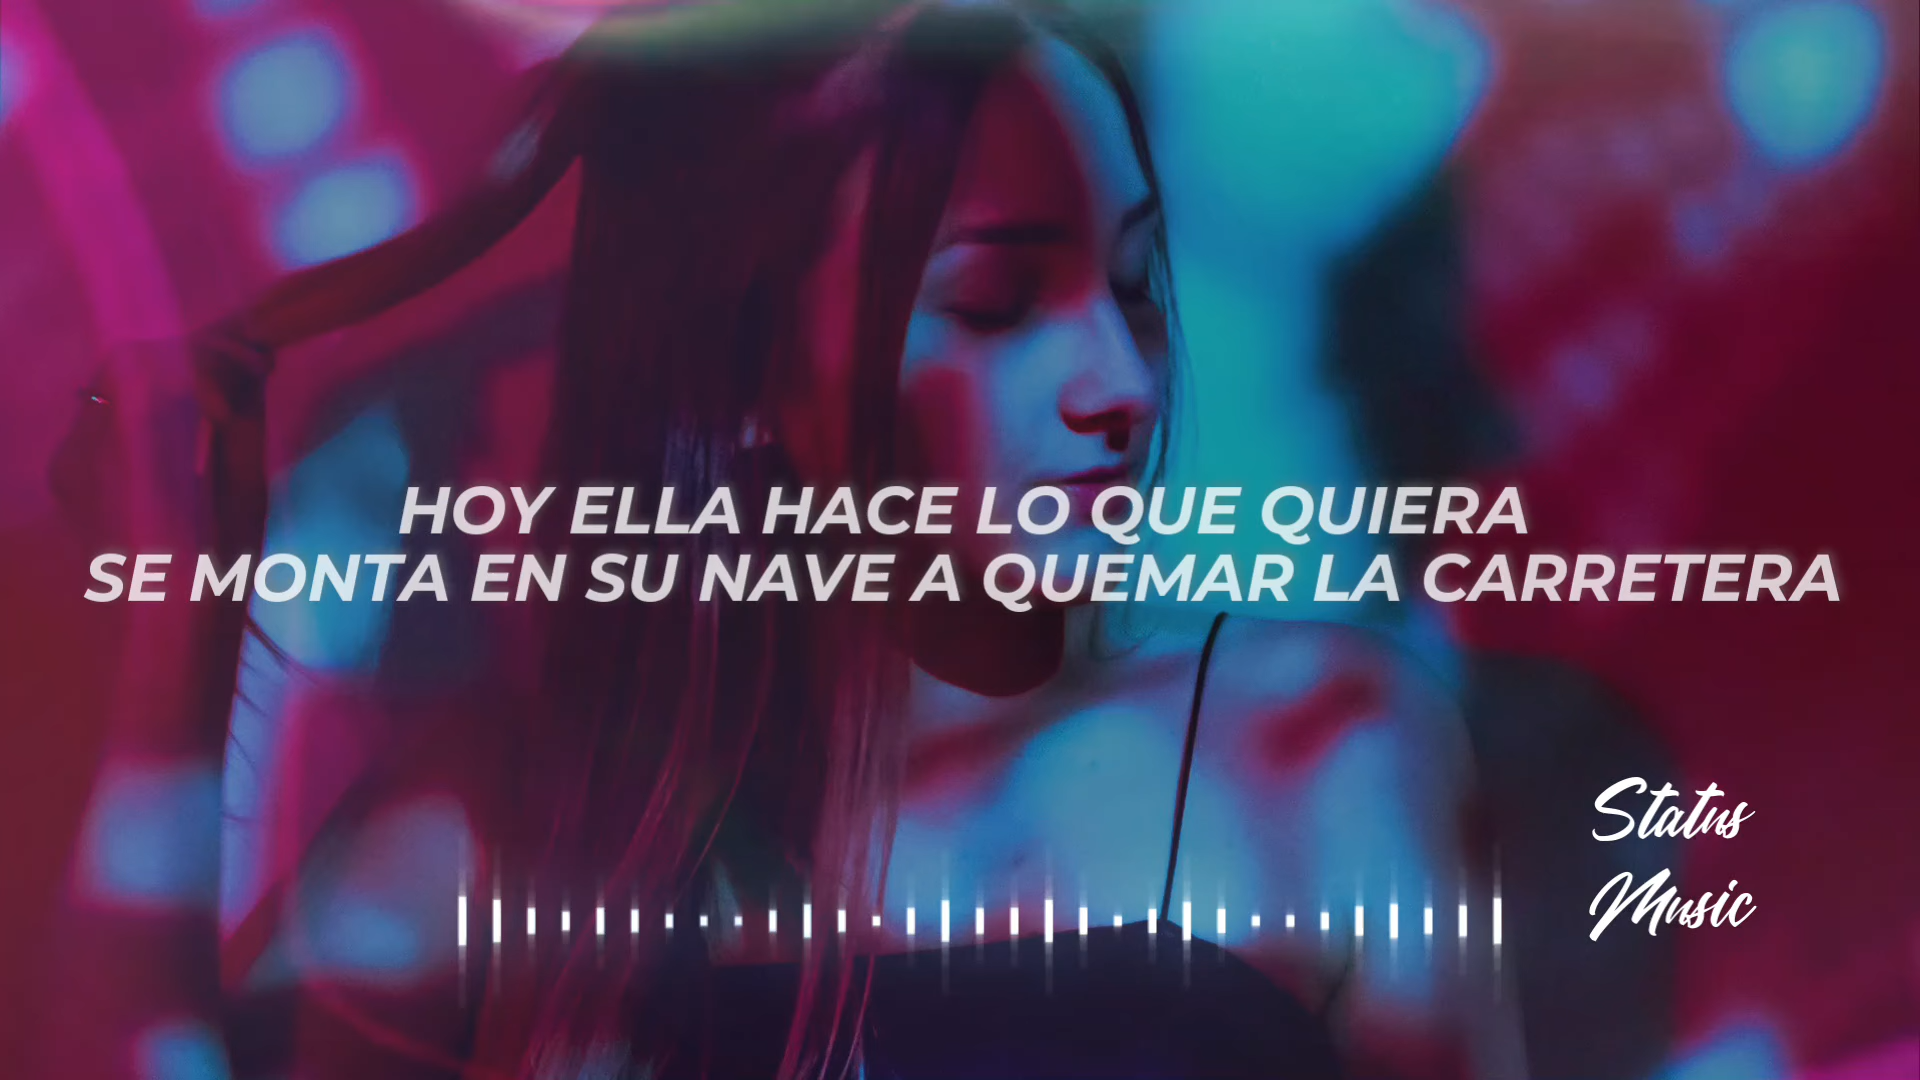 HOY ELLA HACE LO QUE QUIERA
SE MONTA EN SU NAVE A QUEMAR LA CARRETERA
Status
Music